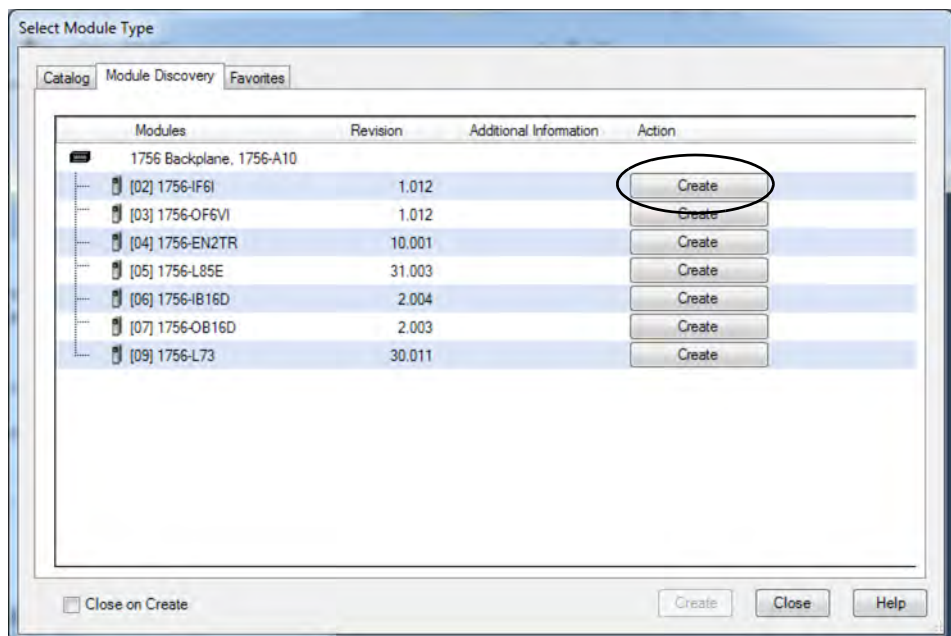 Select Module Type
Catalog Module Discovery Favorites
Modules Revision Additional Information Action
1756 Backplane, 1756-A10
[02] 1756-IF6I 1.012 Create
[03] 1756-OF6VI 1.012 Create
[04] 1756-EN2TR 10.001 Create
[05] 1756-L85E 31.003 Create
[06] 1756-IB16D 2.004 Create
[07] 1756-OB16D 2.003 Create
[09] 1756-L73 30.011 Create
Close on Create Create Close Help